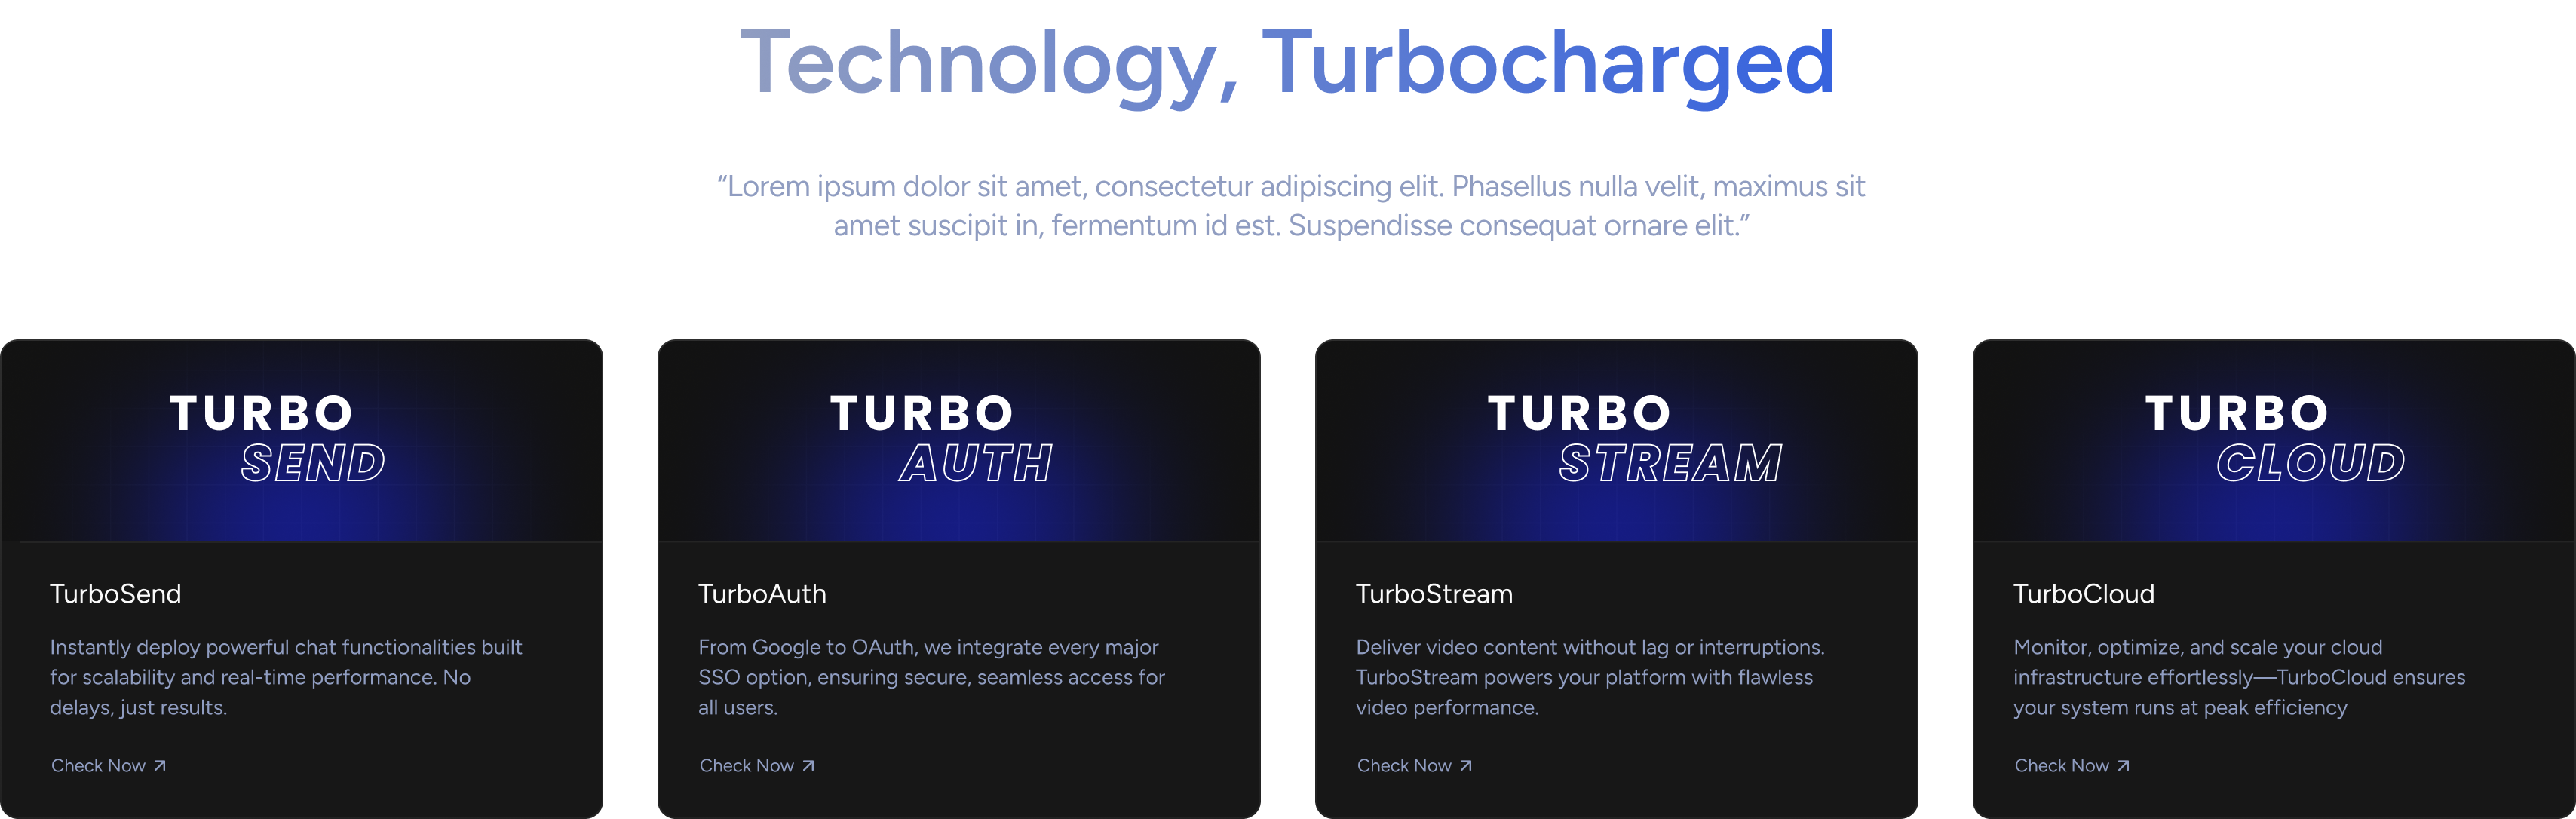 Technology, Turbocharged
“Lorem ipsum dolor sit amet, consectetur adipiscing elit. Phasellus nulla velit, maximus sit
amet suscipit in, fermentum id est. Suspendisse consequat ornare elit.”
TURBO
SEND
TurboSend
Instantly deploy powerful chat functionalities built
for scalability and real-time performance. No
delays, just results.
Check Now
TURBO
AUTH
TurboAuth
From Google to OAuth, we integrate every major
SSO option, ensuring secure, seamless access for
all users.
Check Now
TURBO
STREAM
TurboStream
Deliver video content without lag or interruptions.
TurboStream powers your platform with flawless
video performance.
Check Now
TURBO
CLOUD
TurboCloud
Monitor, optimize, and scale your cloud
infrastructure effortlessly—TurboCloud ensures
your system runs at peak efficiency
Check Now